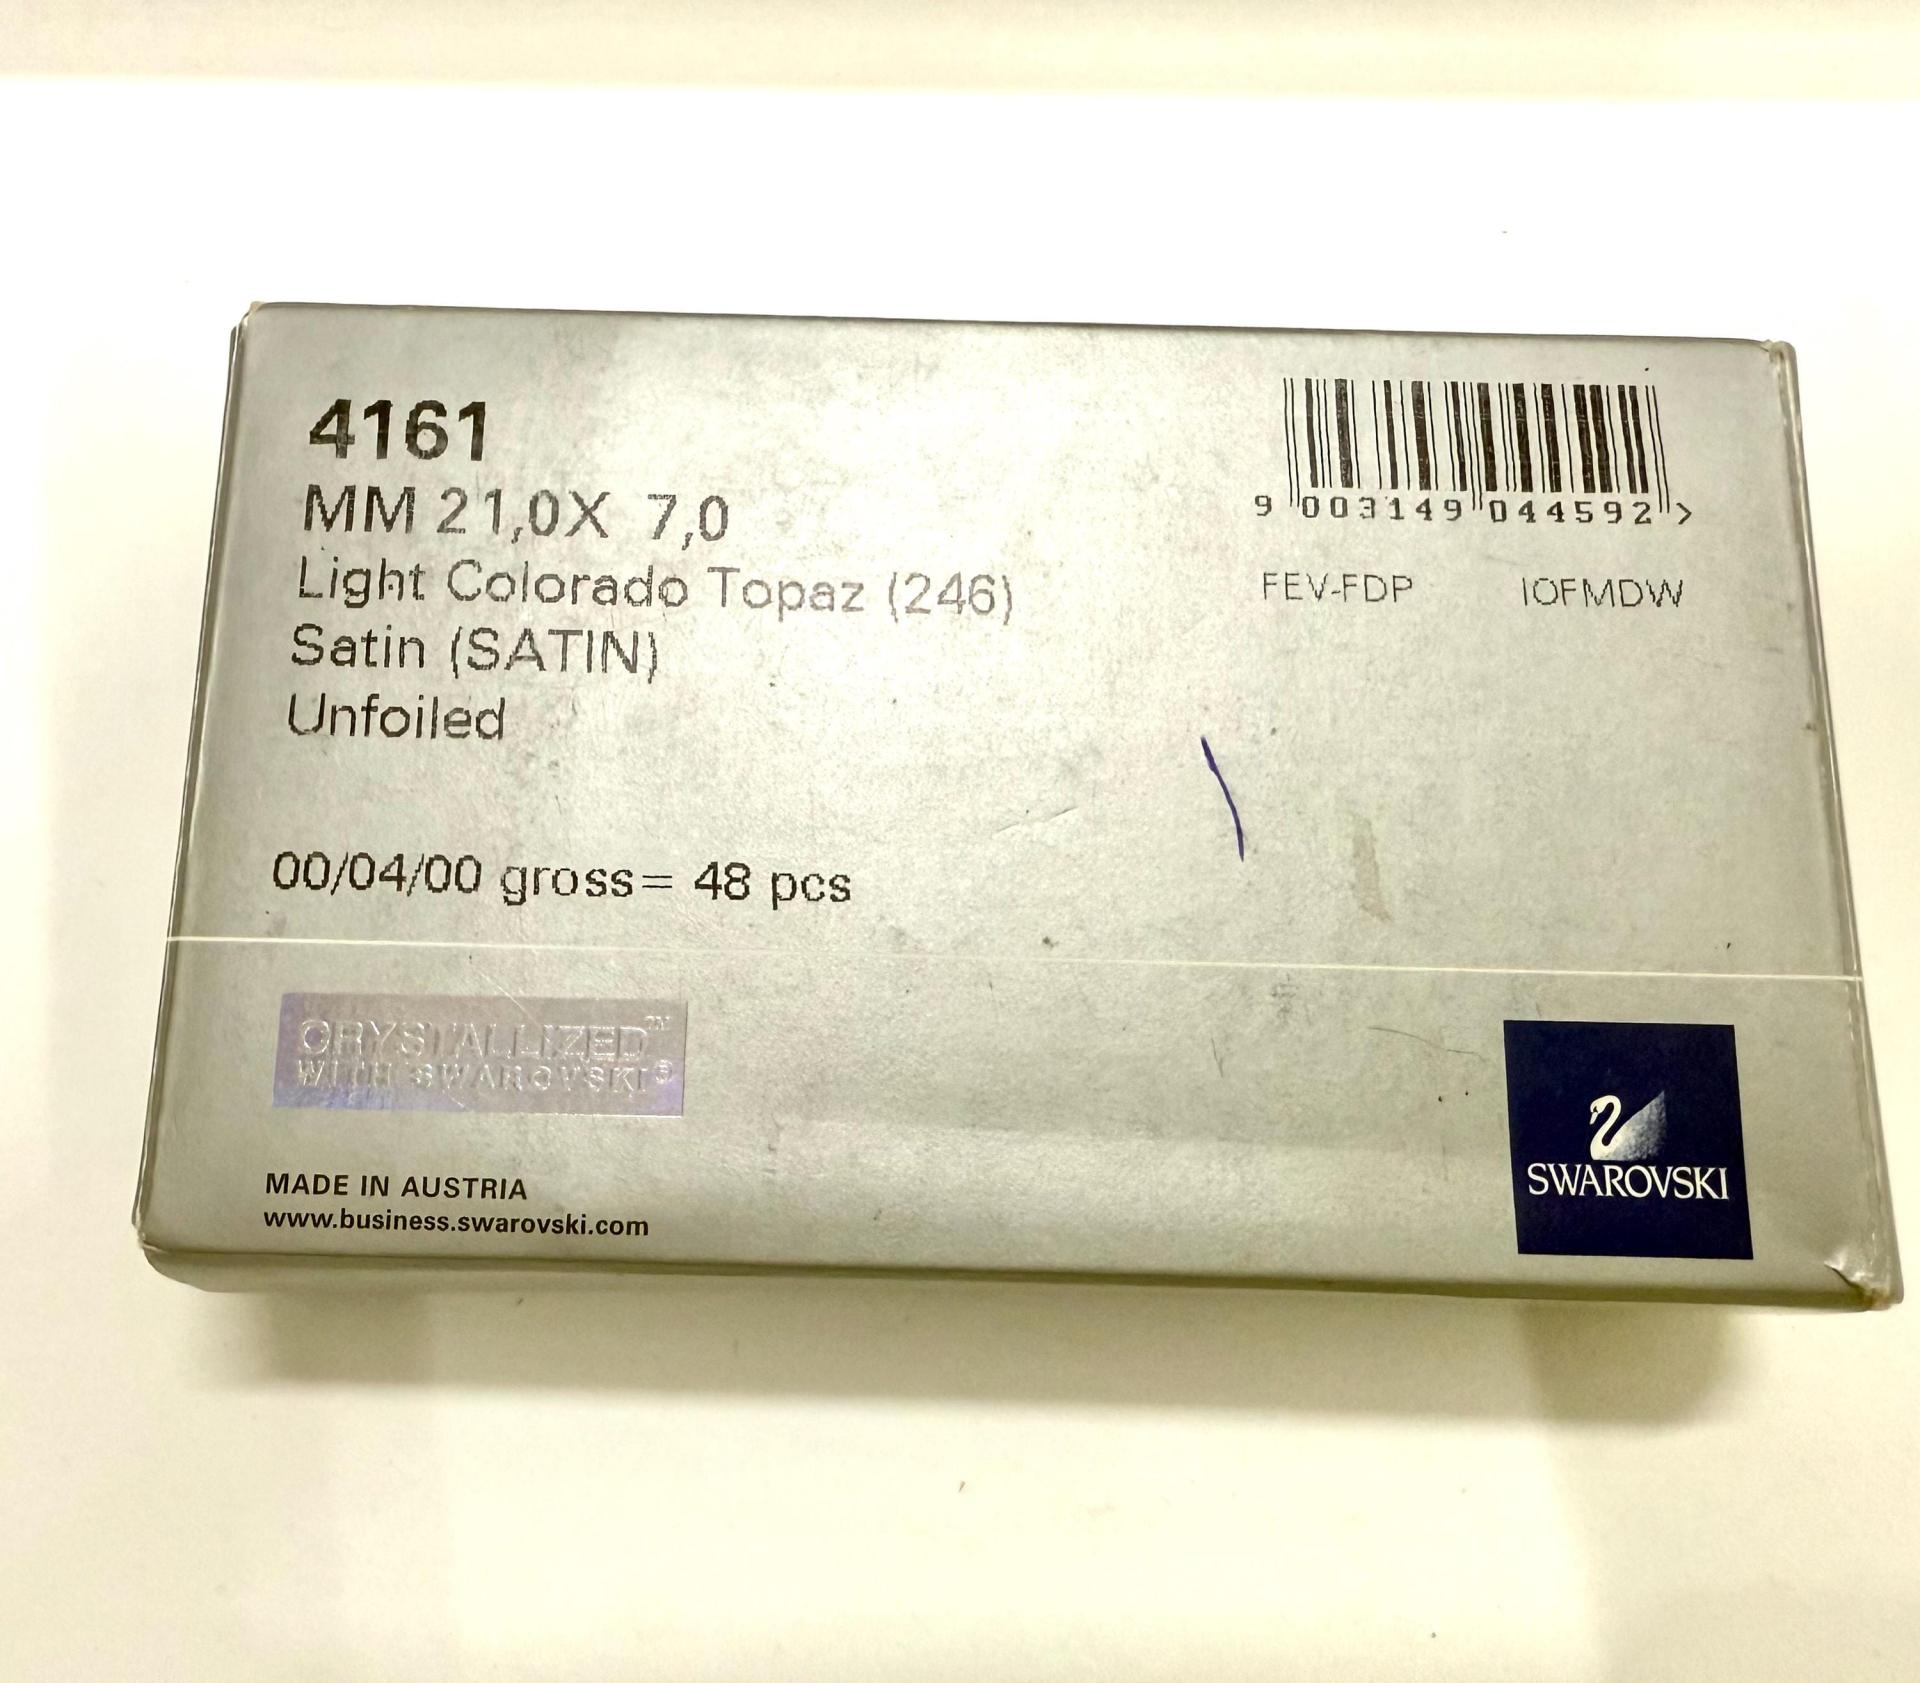 4161
MM 21,0X 7,0
Light Colorado Topaz (246)
Satin (SATIN)
Unfoiled
00/04/00 gross= 48 pcs
9 003149 044592 >
FEV-FDP IOFMDW
CRYSTALLIZED™
WITH SWAROVSKI®
MADE IN AUSTRIA
www.business.swarovski.com
SWAROVSKI